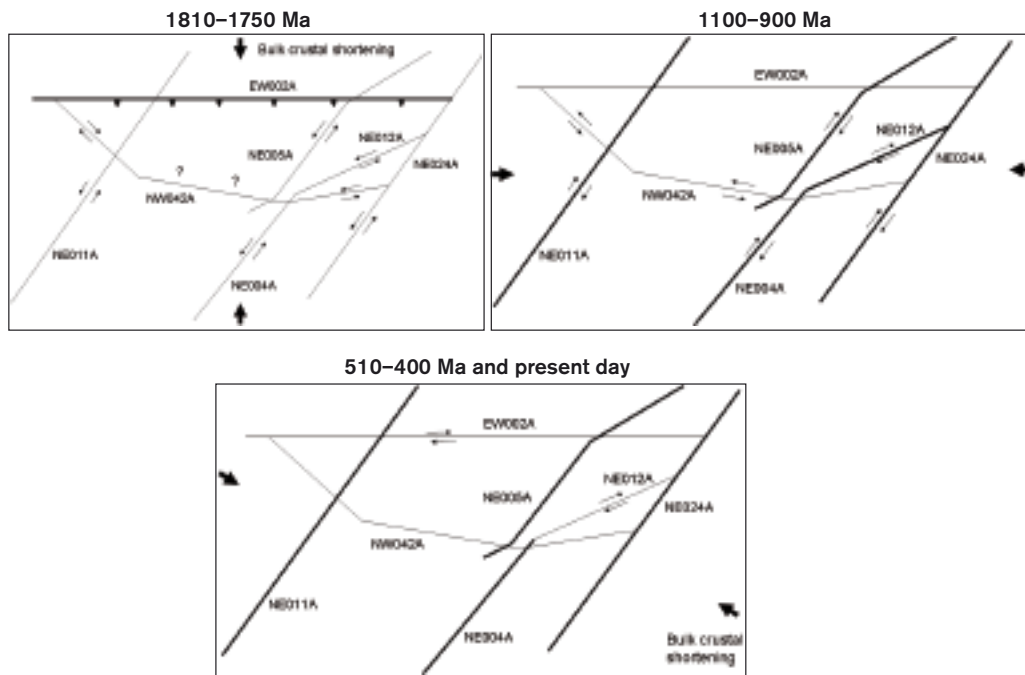 1810–1750 Ma
Bulk crustal shortening
EW002A
NE012A
NE005A
NE024A
?
?
NW042A
NE011A
NE004A
1100–900 Ma
EW002A
NE012A
NE005A
NE024A
NW042A
NE011A
NE004A
510–400 Ma and present day
EW002A
NE012A
NE005A
NE024A
NW042A
NE011A
NE004A
Bulk crustal
shortening